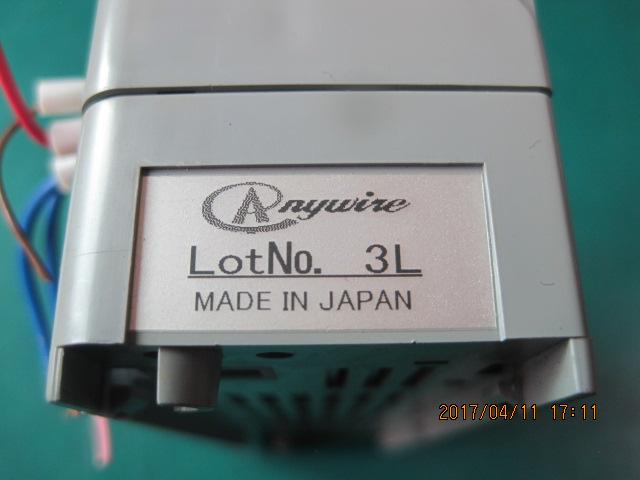 Anywire
LotNo. 3L
MADE IN JAPAN
2017/04/11 17:11